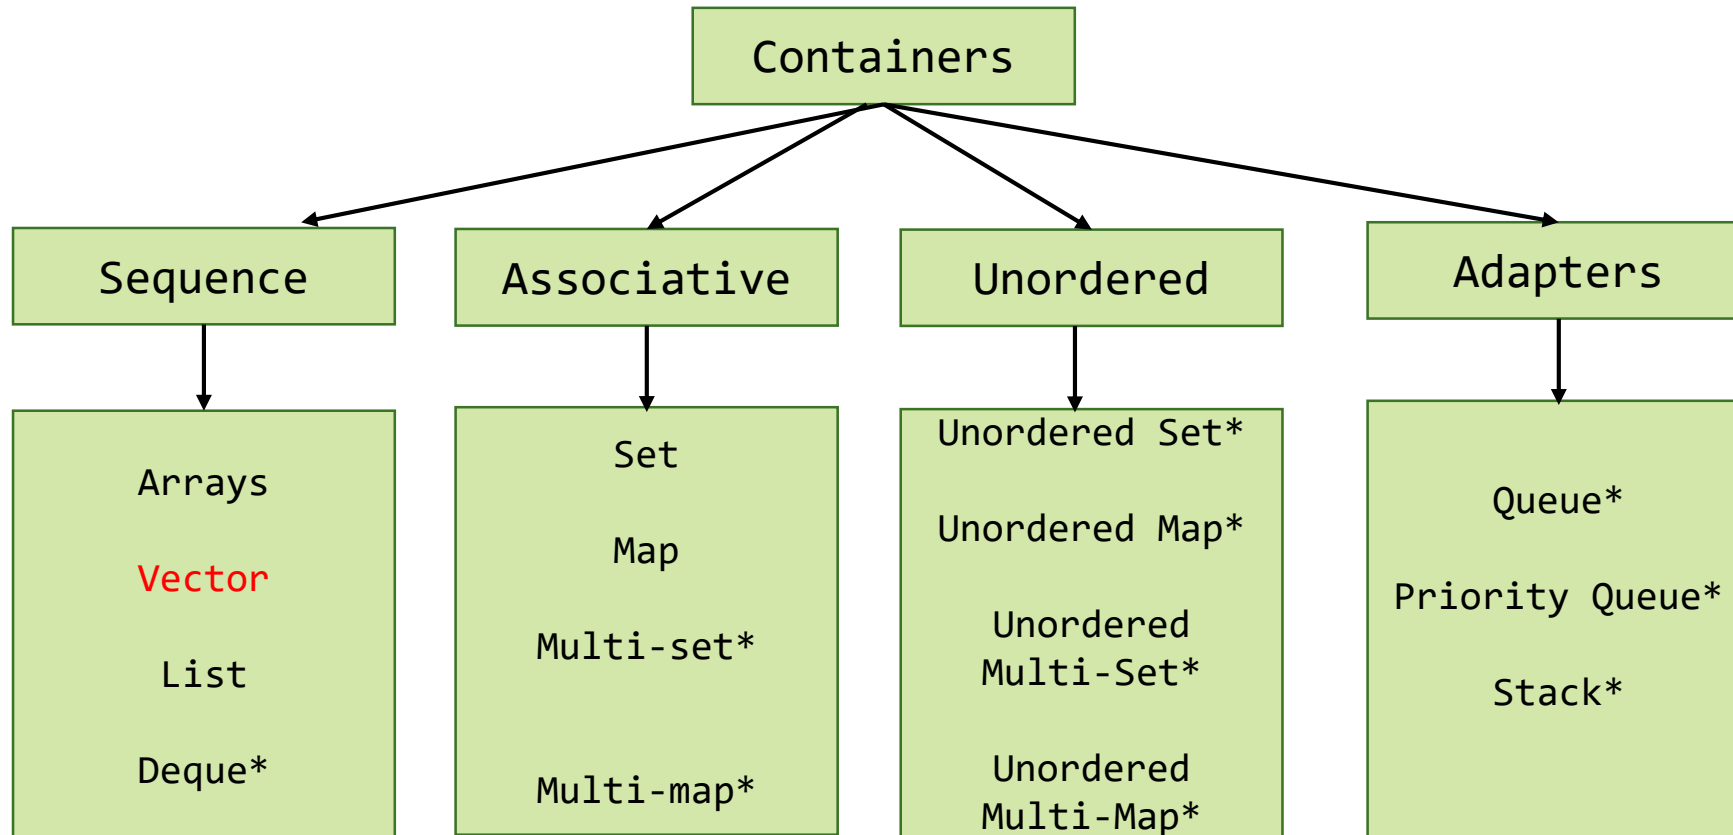 Containers
Sequence
Associative
Unordered
Adapters
Arrays
Vector
List
Deque*
Set
Map
Multi-set*
Multi-map*
Unordered Set*
Unordered Map*
Unordered
Multi-Set*
Unordered
Multi-Map*
Queue*
Priority Queue*
Stack*